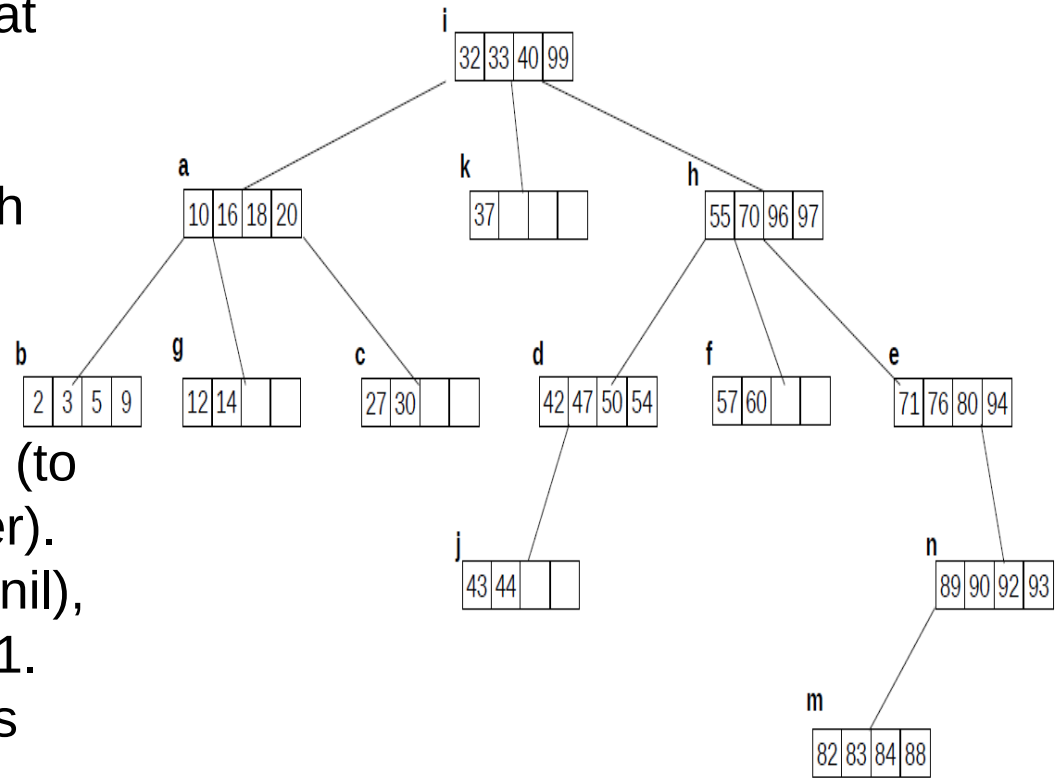 at
i
32 33 40 99
h
a k h
10 16 18 20 37 55 70 96 97
b g c d f e
2 3 5 9 12 14 27 30 42 47 50 54 57 60 71 76 80 94
(to
er).
nil),
j n
43 44 89 90 92 93
1.
s
m
82 83 84 88